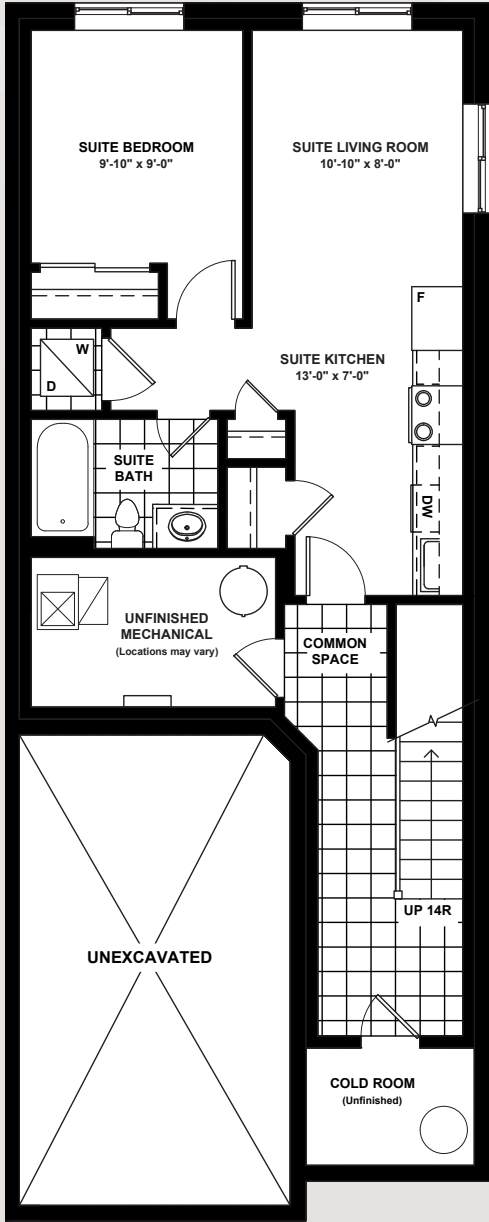 SUITE BEDROOM
9'-10" x 9'-0"
SUITE LIVING ROOM
10'-10" x 8'-0"
F
W
D
SUITE KITCHEN
13'-0" x 7'-0"
SUITE
BATH
DW
UNFINISHED
MECHANICAL
(Locations may vary)
COMMON
SPACE
UP 14R
UNEXCAVATED
COLD ROOM
(Unfinished)